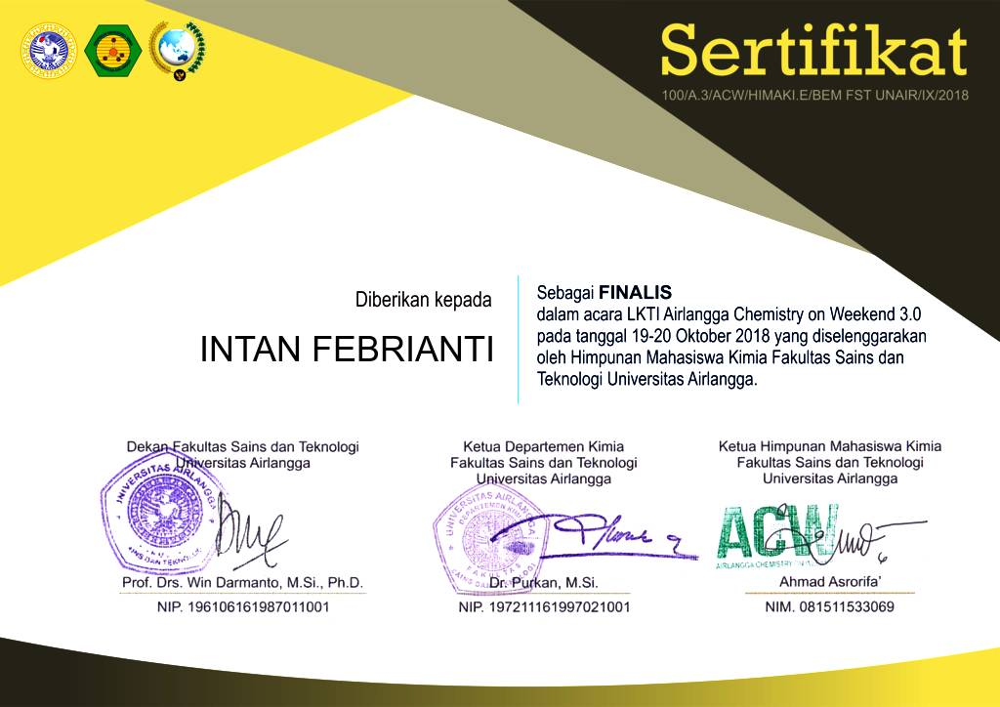 Sertifikat
100/A.3/ACW/HIMAKI.E/BEM FST UNAIR/IX/2018
Diberikan kepada
INTAN FEBRIANTI
Sebagai FINALIS
dalam acara LKTI Airlangga Chemistry on Weekend 3.0
pada tanggal 19-20 Oktober 2018 yang diselenggarakan
oleh Himpunan Mahasiswa Kimia Fakultas Sains dan
Teknologi Universitas Airlangga.
Dekan Fakultas Sains dan Teknologi
Universitas Airlangga
UNIVERSITAS AIRLANGGA
Prof. Drs. Win Darmanto, M.Si., Ph.D.
NIP. 196106161987011001
Ketua Departemen Kimia
Fakultas Sains dan Teknologi
Universitas Airlangga
UNIVERSITAS AIRLANGGA
DEPARTEMEN KIMIA
Dr. Purkan, M.Si.
NIP. 197211161997021001
Ketua Himpunan Mahasiswa Kimia
Fakultas Sains dan Teknologi
Universitas Airlangga
ACW
AIRLANGGA CHEMISTRY
Ahmad Asrorifa'
NIM. 081511533069